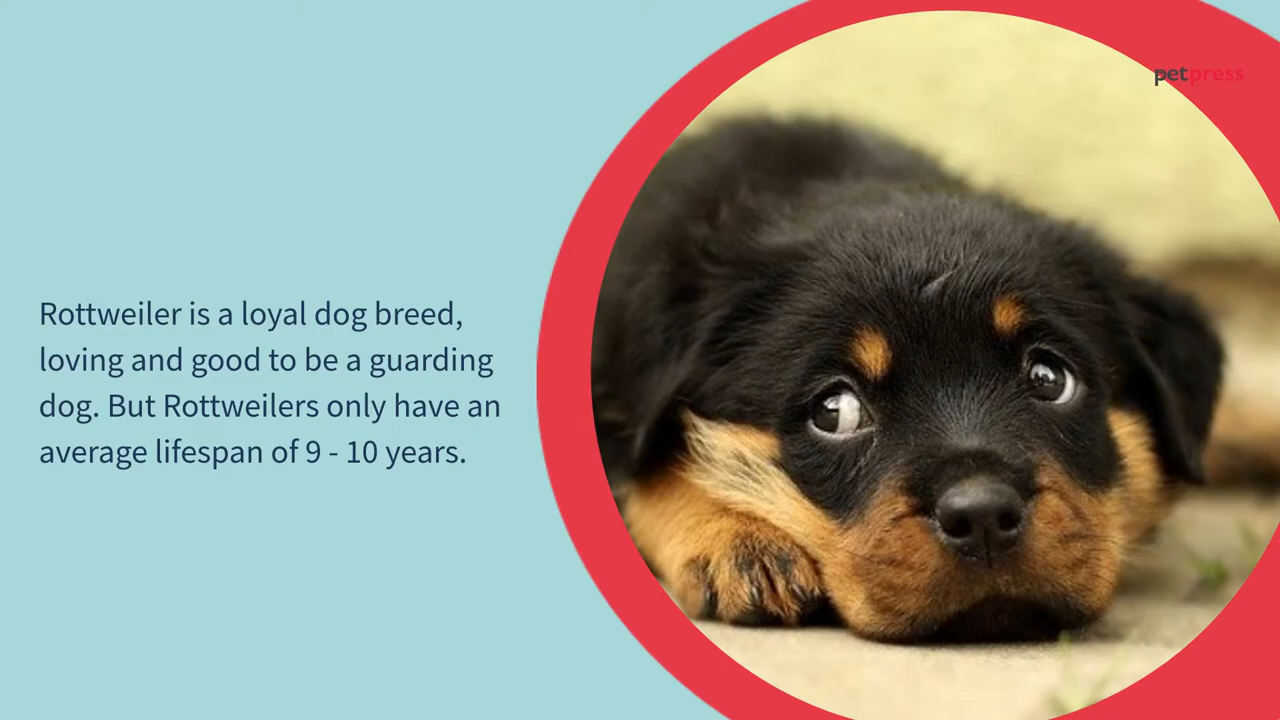 petpress
Rottweiler is a loyal dog breed,
loving and good to be a guarding
dog. But Rottweilers only have an
average lifespan of 9 - 10 years.